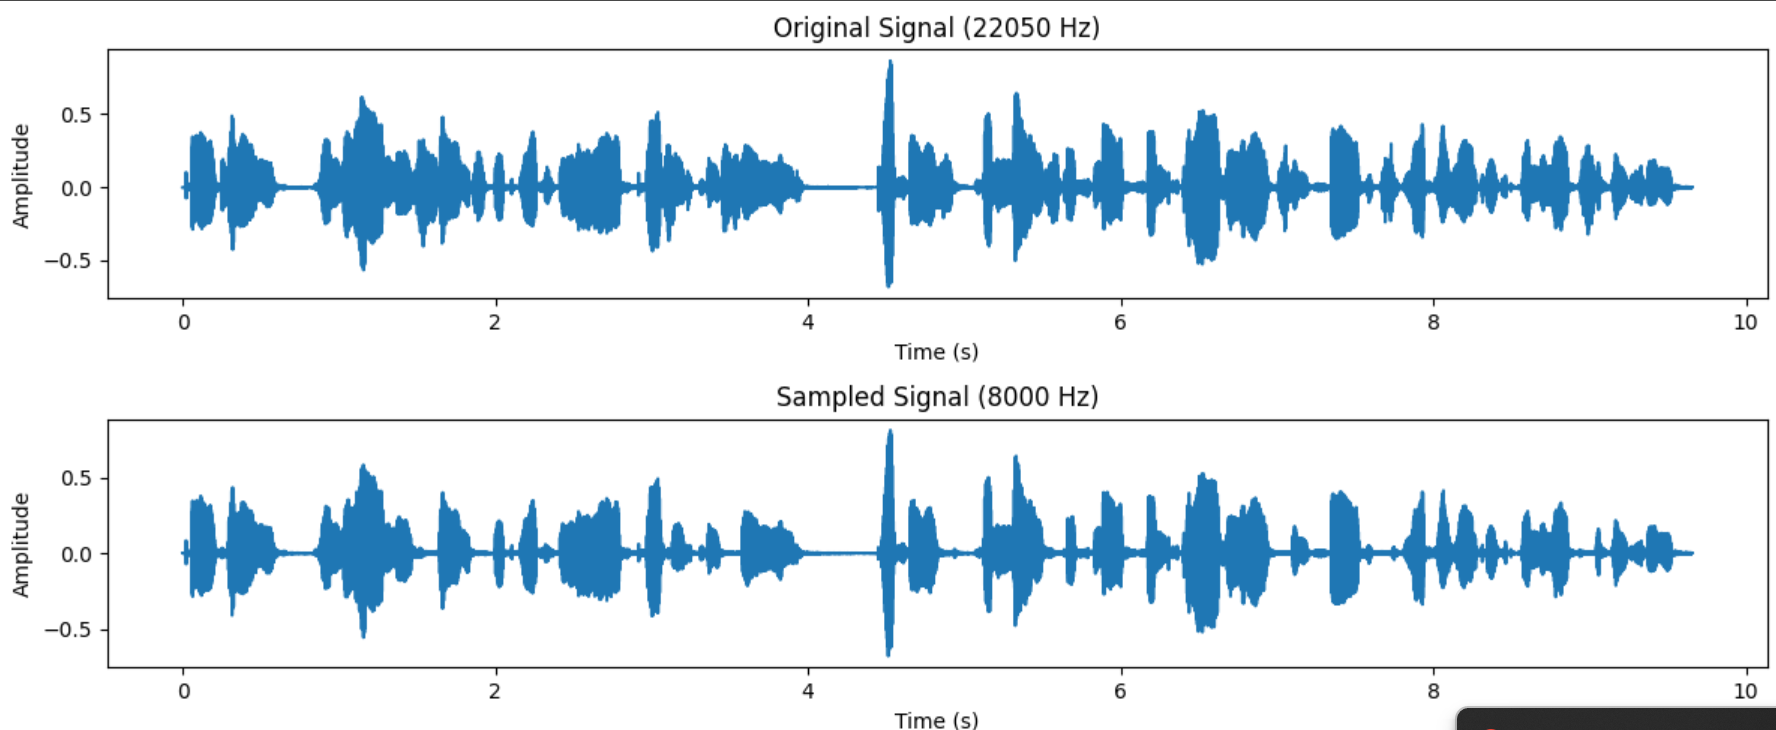 Original Signal (22050 Hz)
0.5
0.0
−0.5
Amplitude
0 2 4 6 8 10
Time (s)
Sampled Signal (8000 Hz)
0.5
0.0
−0.5
Amplitude
0 2 4 6 8 10
Time (s)